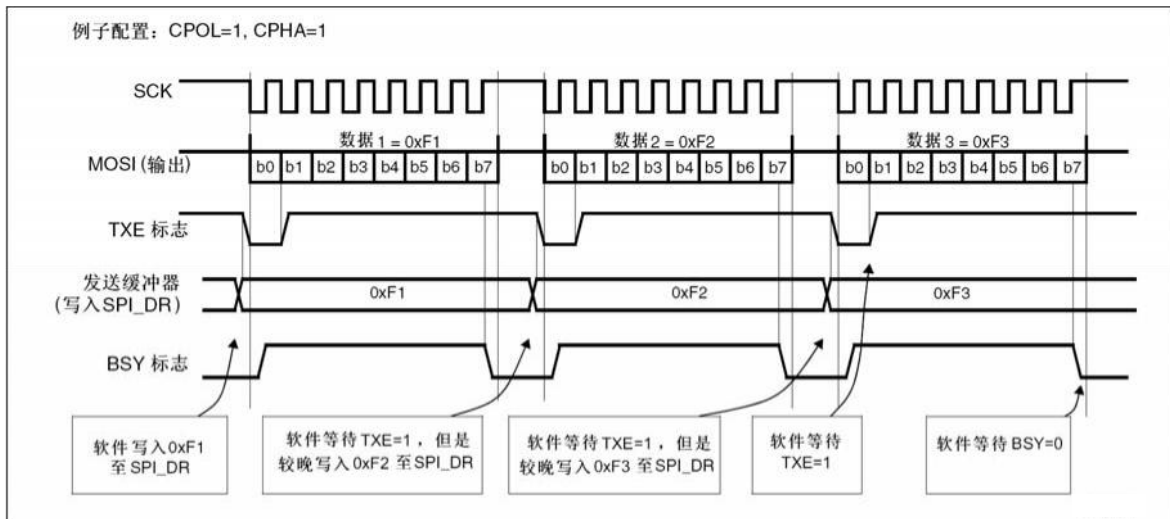 例子配置：CPOL=1, CPHA=1
SCK
数据 1 = 0xF1
数据 2 = 0xF2
数据 3 = 0xF3
MOSI (输出)
b0 b1 b2 b3 b4 b5 b6 b7
b0 b1 b2 b3 b4 b5 b6 b7
b0 b1 b2 b3 b4 b5 b6 b7
TXE 标志
发送缓冲器
(写入SPI_DR)
0xF1
0xF2
0xF3
BSY 标志
软件写入0xF1
至SPI_DR
软件等待TXE=1，但是
较晚写入0xF2 至SPI_DR
软件等待TXE=1，但是
较晚写入0xF3 至SPI_DR
软件等待
TXE=1
软件等待BSY=0